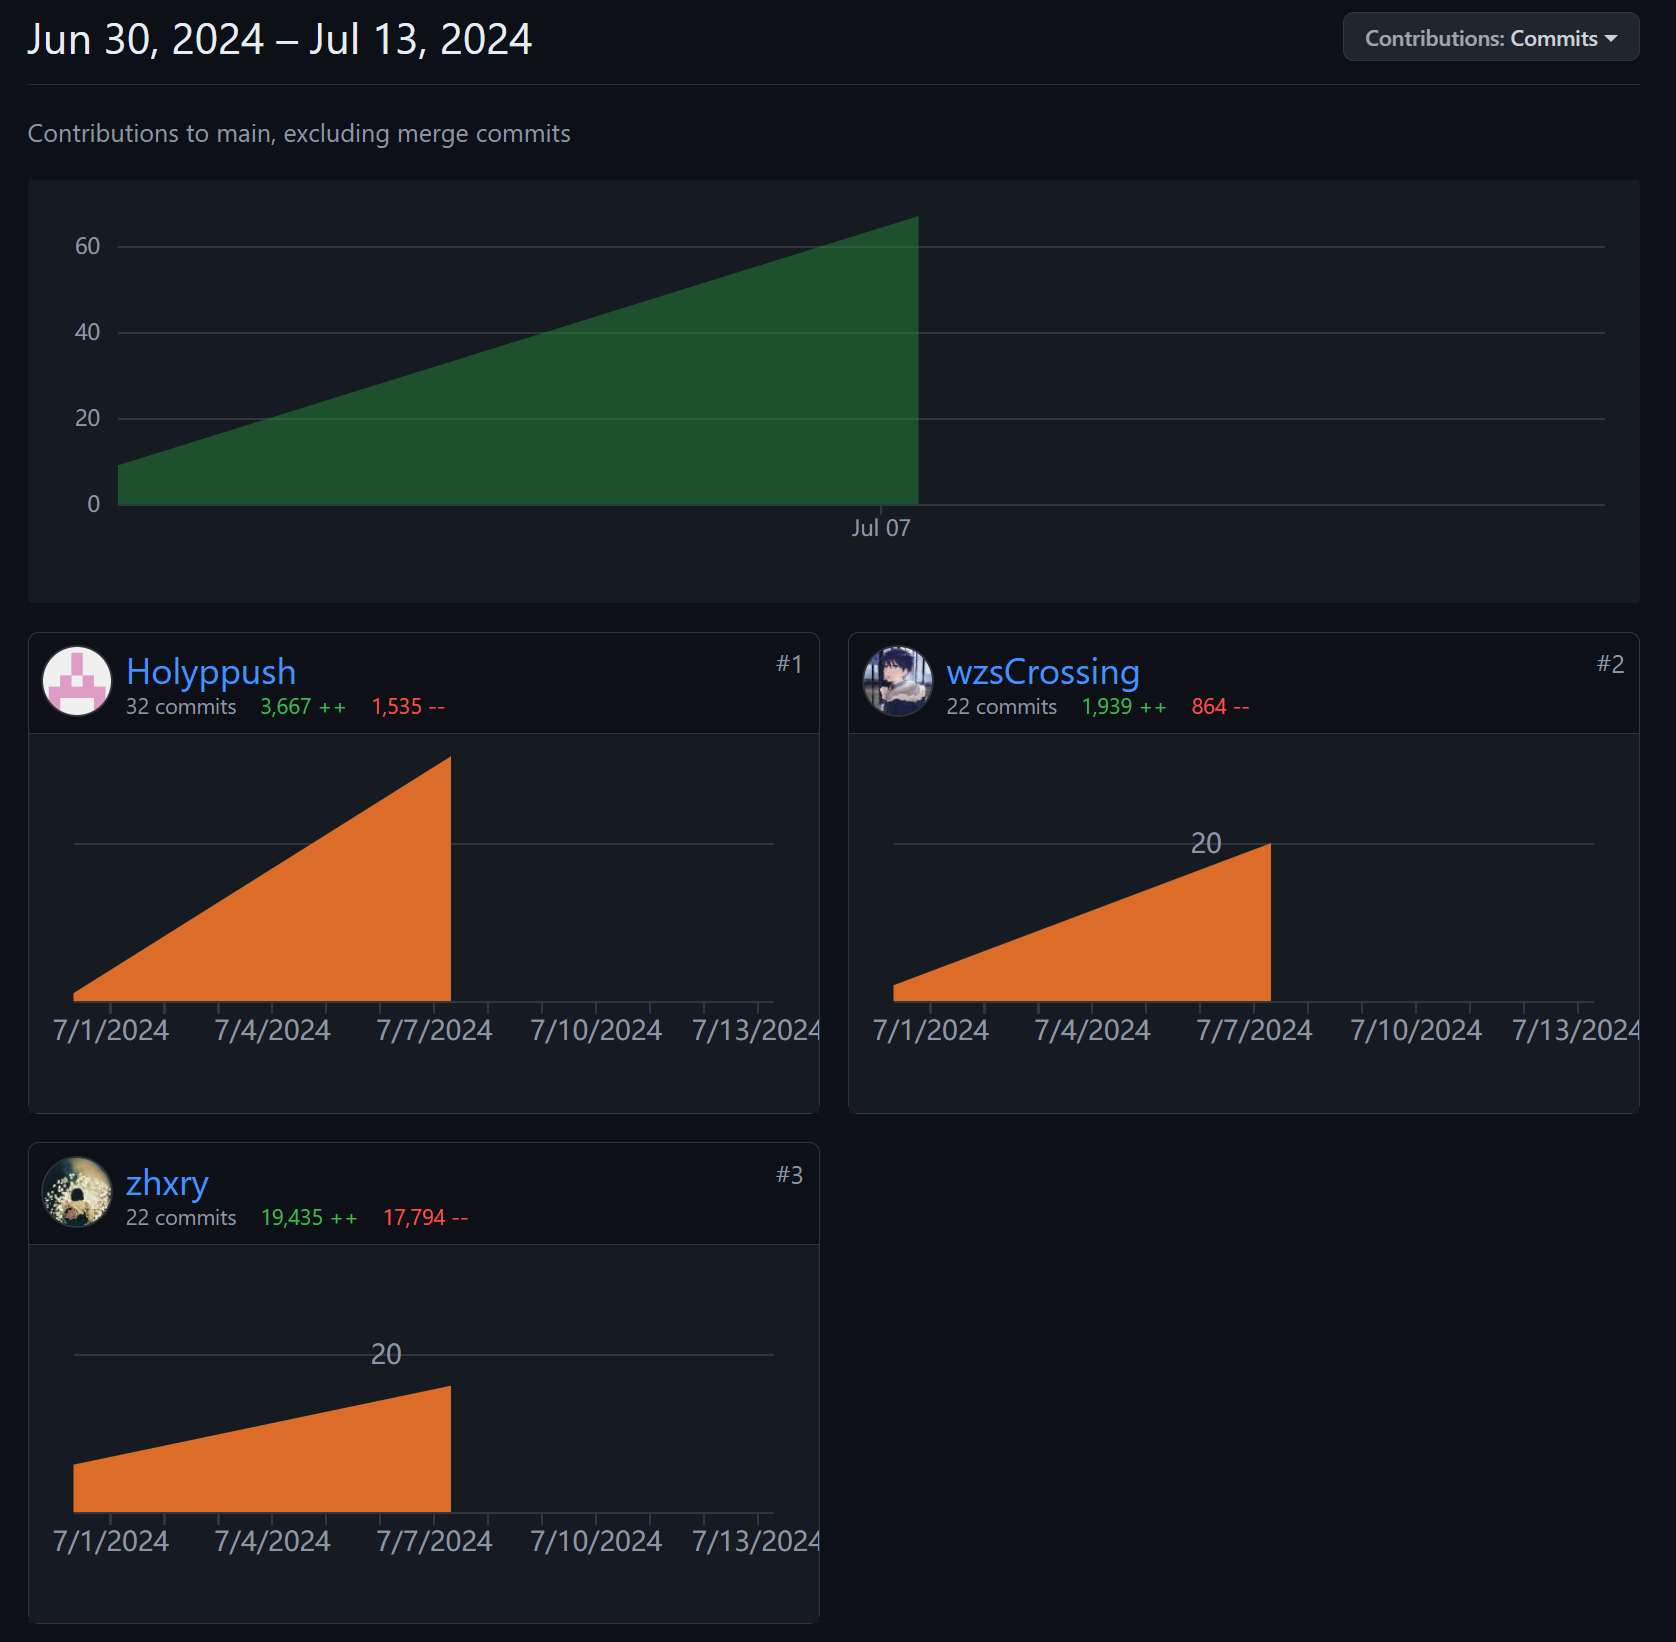 Jun 30, 2024 – Jul 13, 2024
Contributions: Commits
Contributions to main, excluding merge commits
60
40
20
0
Jul 07
Holyppush
#1
32 commits 3,667 ++ 1,535 --
7/1/2024 7/4/2024 7/7/2024 7/10/2024 7/13/2024
wzsCrossing
#2
22 commits 1,939 ++ 864 --
20
7/1/2024 7/4/2024 7/7/2024 7/10/2024 7/13/2024
zhxry
#3
22 commits 19,435 ++ 17,794 --
20
7/1/2024 7/4/2024 7/7/2024 7/10/2024 7/13/2024